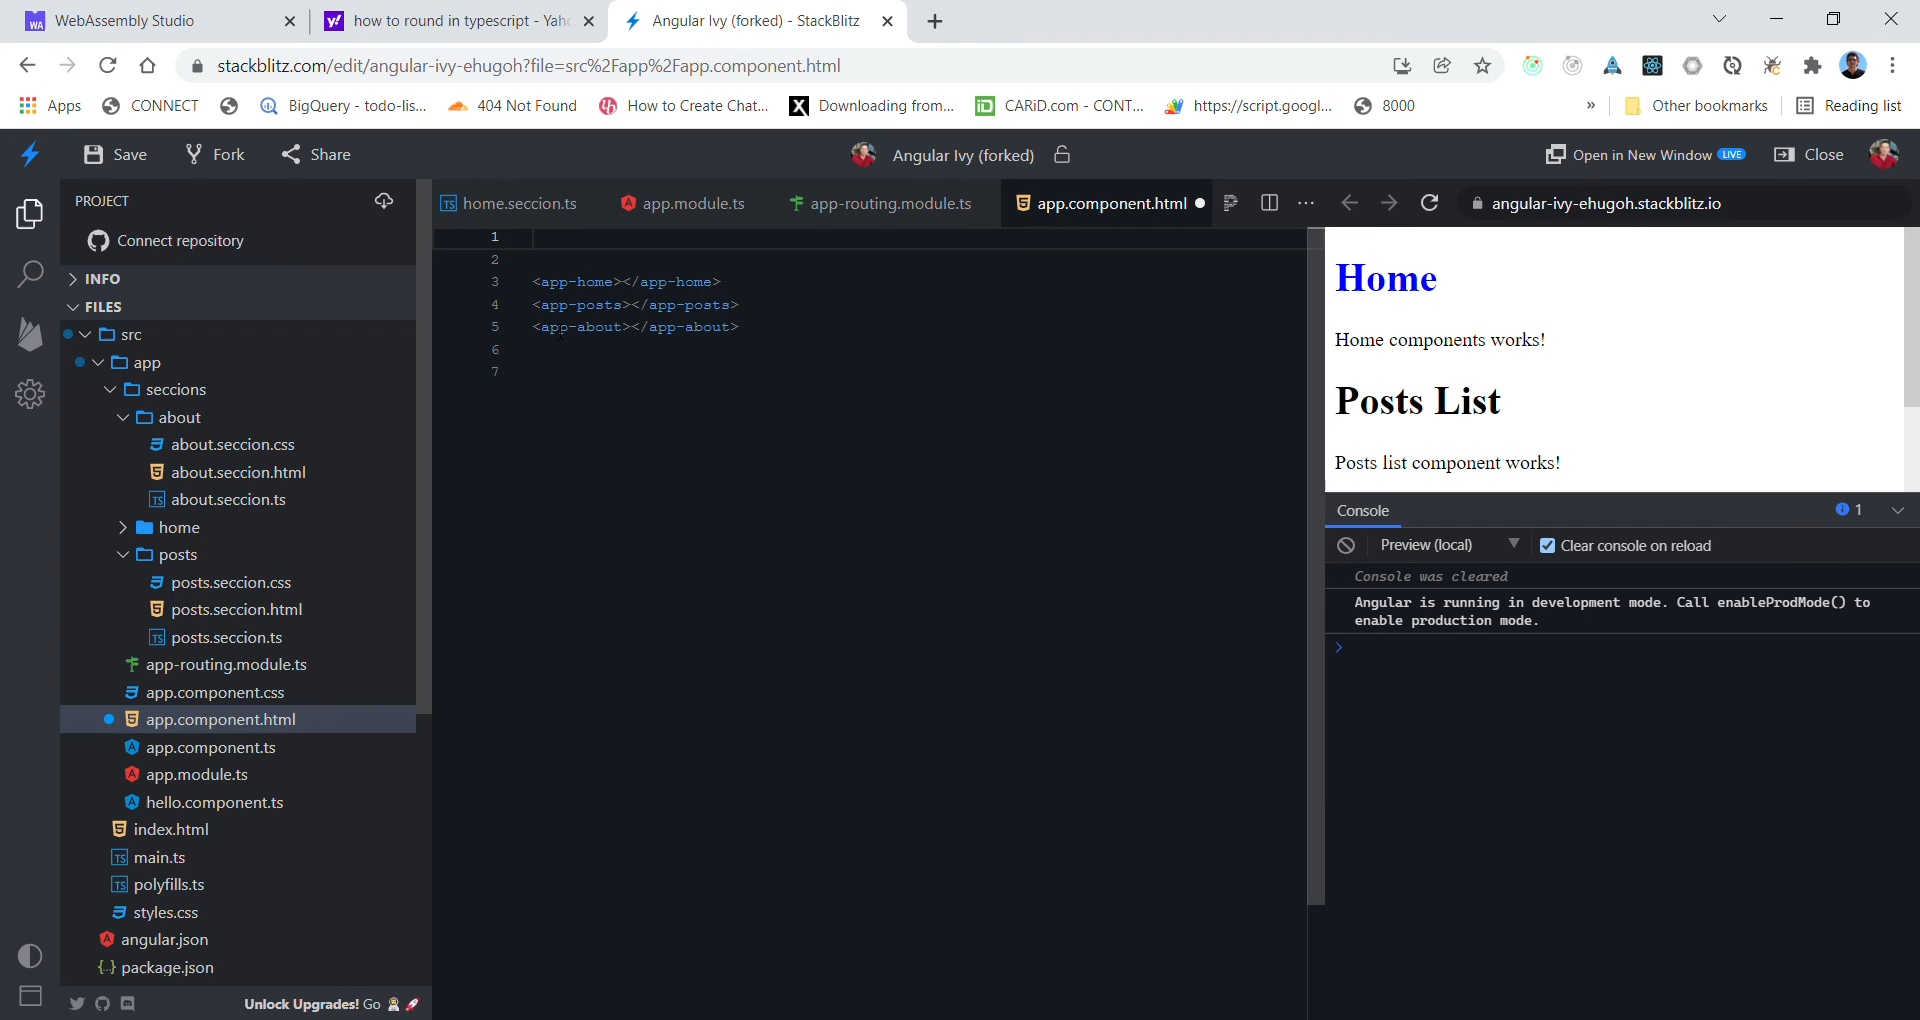 WebAssembly Studio
how to round in typescript - Yaho
Angular Ivy (forked) - StackBlitz
stackblitz.com/edit/angular-ivy-ehugoh?file=src%2Fapp%2Fapp.component.html
Apps
CONNECT
BigQuery - todo-lis...
404 Not Found
How to Create Chat...
Downloading from...
CARiD.com - CONT...
https://script.googl...
8000
»
Other bookmarks
Reading list
Save
Fork
Share
Angular Ivy (forked)
Open in New Window LIVE
Close
PROJECT
Connect repository
INFO
FILES
src
app
seccions
about
about.seccion.css
about.seccion.html
about.seccion.ts
home
posts
posts.seccion.css
posts.seccion.html
posts.seccion.ts
app-routing.module.ts
app.component.css
app.component.html
app.component.ts
app.module.ts
hello.component.ts
index.html
main.ts
polyfills.ts
styles.css
angular.json
package.json
Unlock Upgrades! Go
home.seccion.ts
app.module.ts
app-routing.module.ts
app.component.html
1
2
3 <app-home></app-home>
4 <app-posts></app-posts>
5 <app-about></app-about>
6
7
angular-ivy-ehugoh.stackblitz.io
Home
Home components works!
Posts List
Posts list component works!
Console
1
Preview (local)
Clear console on reload
Console was cleared
Angular is running in development mode. Call enableProdMode() to
enable production mode.